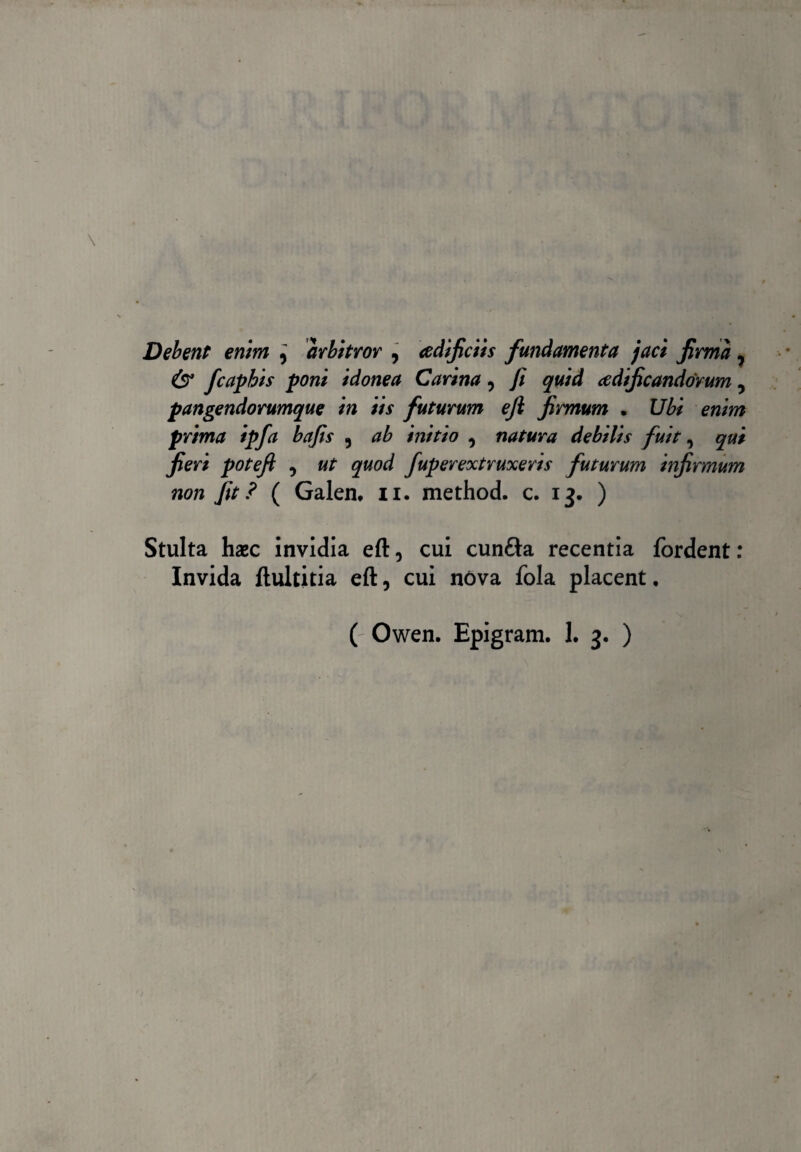 Debent enim , arbitror , ædificiis fundamenta jaci firma ,
& ſcaphis poni idonea Carina , ſi quid ædificandorum ,
pangendorumque in iis futurum eſt firmum . Ubi enim
prima ipſa baſis , ab initio , natura debilis fuit , qui
fieri poteſt , ut quod ſuperextruxeris futurum infirmum
non ſit ? ( Galen. 11. method. c. 13. )
Stulta hæc invidia eſt, cui cuncta recentia ſordent :
Invida ſtultitia eſt, cui nova ſola placent.
( Owen. Epigram. l. 3. )